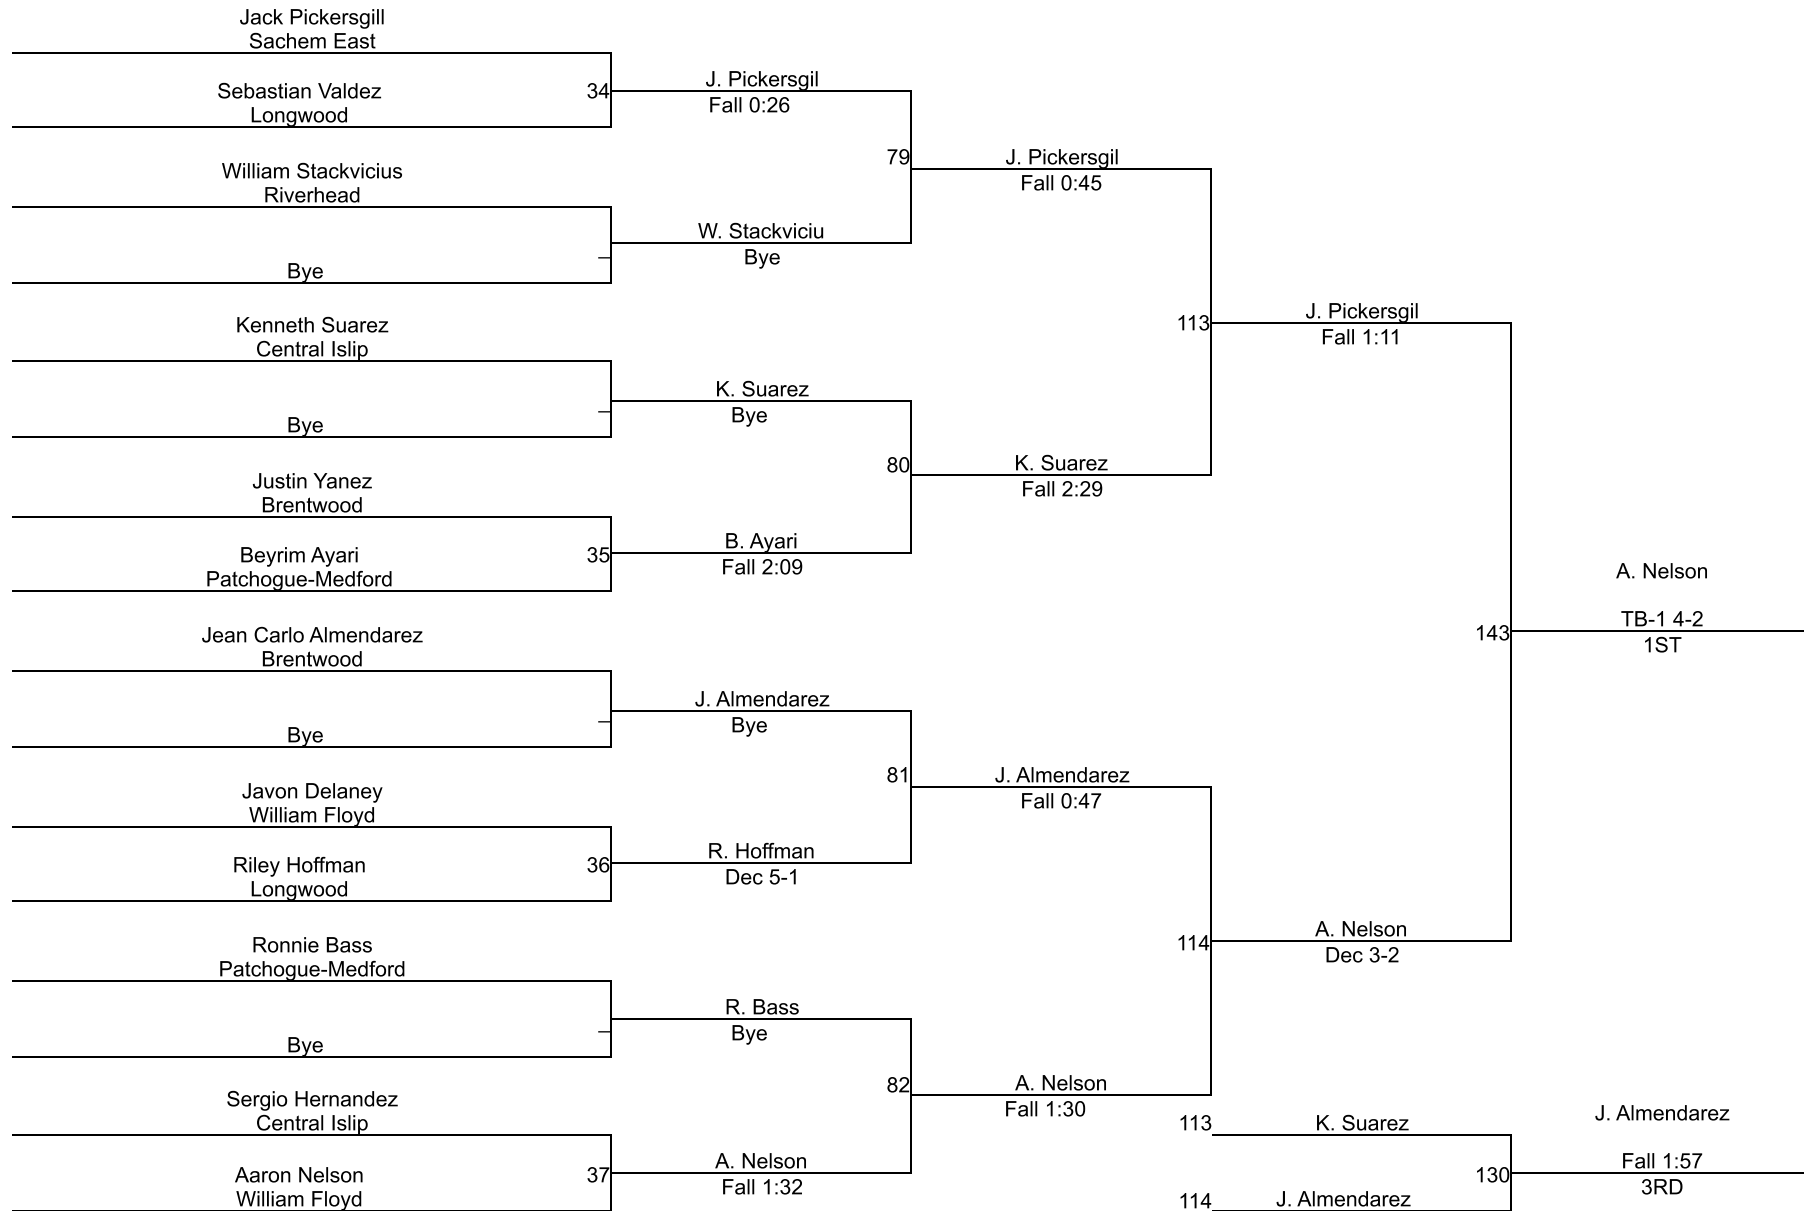 Jack Pickersgill
Sachem East
Sebastian Valdez
Longwood
34
J. Pickersgil
Fall 0:26
William Stackvicius
Riverhead
Bye
W. Stackviciu
Bye
79
J. Pickersgil
Fall 0:45
Kenneth Suarez
Central Islip
Bye
K. Suarez
Bye
Justin Yanez
Brentwood
Beyrim Ayari
Patchogue-Medford
35
B. Ayari
Fall 2:09
80
K. Suarez
Fall 2:29
113
J. Pickersgil
Fall 1:11
Jean Carlo Almendarez
Brentwood
Bye
J. Almendarez
Bye
Javon Delaney
William Floyd
Riley Hoffman
Longwood
36
R. Hoffman
Dec 5-1
81
J. Almendarez
Fall 0:47
Ronnie Bass
Patchogue-Medford
Bye
R. Bass
Bye
Sergio Hernandez
Central Islip
Aaron Nelson
William Floyd
37
A. Nelson
Fall 1:32
82
A. Nelson
Fall 1:30
114
A. Nelson
Dec 3-2
143
A. Nelson
TB-1 4-2
1ST
113
K. Suarez
114
J. Almendarez
130
J. Almendarez
Fall 1:57
3RD